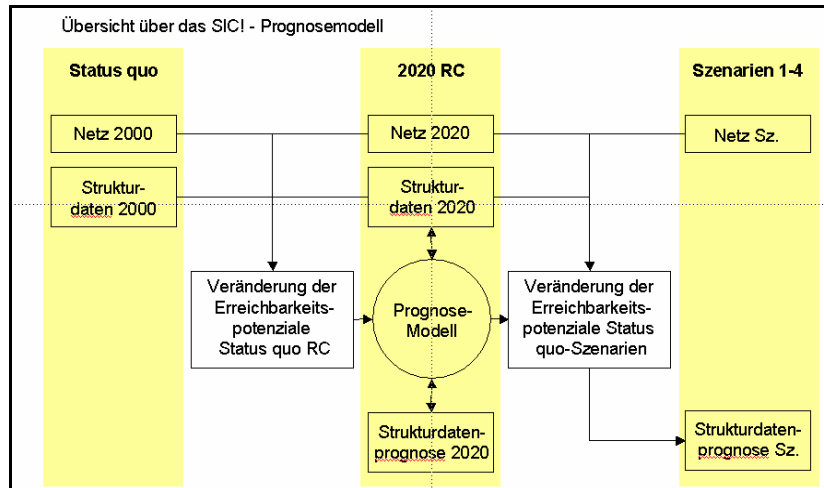 Übersicht über das SIC! - Prognosemodell
Status quo
2020 RC
Szenarien 1-4
Netz 2000
Netz 2020
Netz Sz.
Struktur-
daten 2000
Struktur-
daten 2020
Veränderung der
Erreichbarkeits-
potenziale
Status quo RC
Prognose-
Modell
Veränderung der
Erreichbarkeits-
potenziale Status
quo-Szenarien
Strukturdaten-
prognose 2020
Strukturdaten-
prognose Sz.